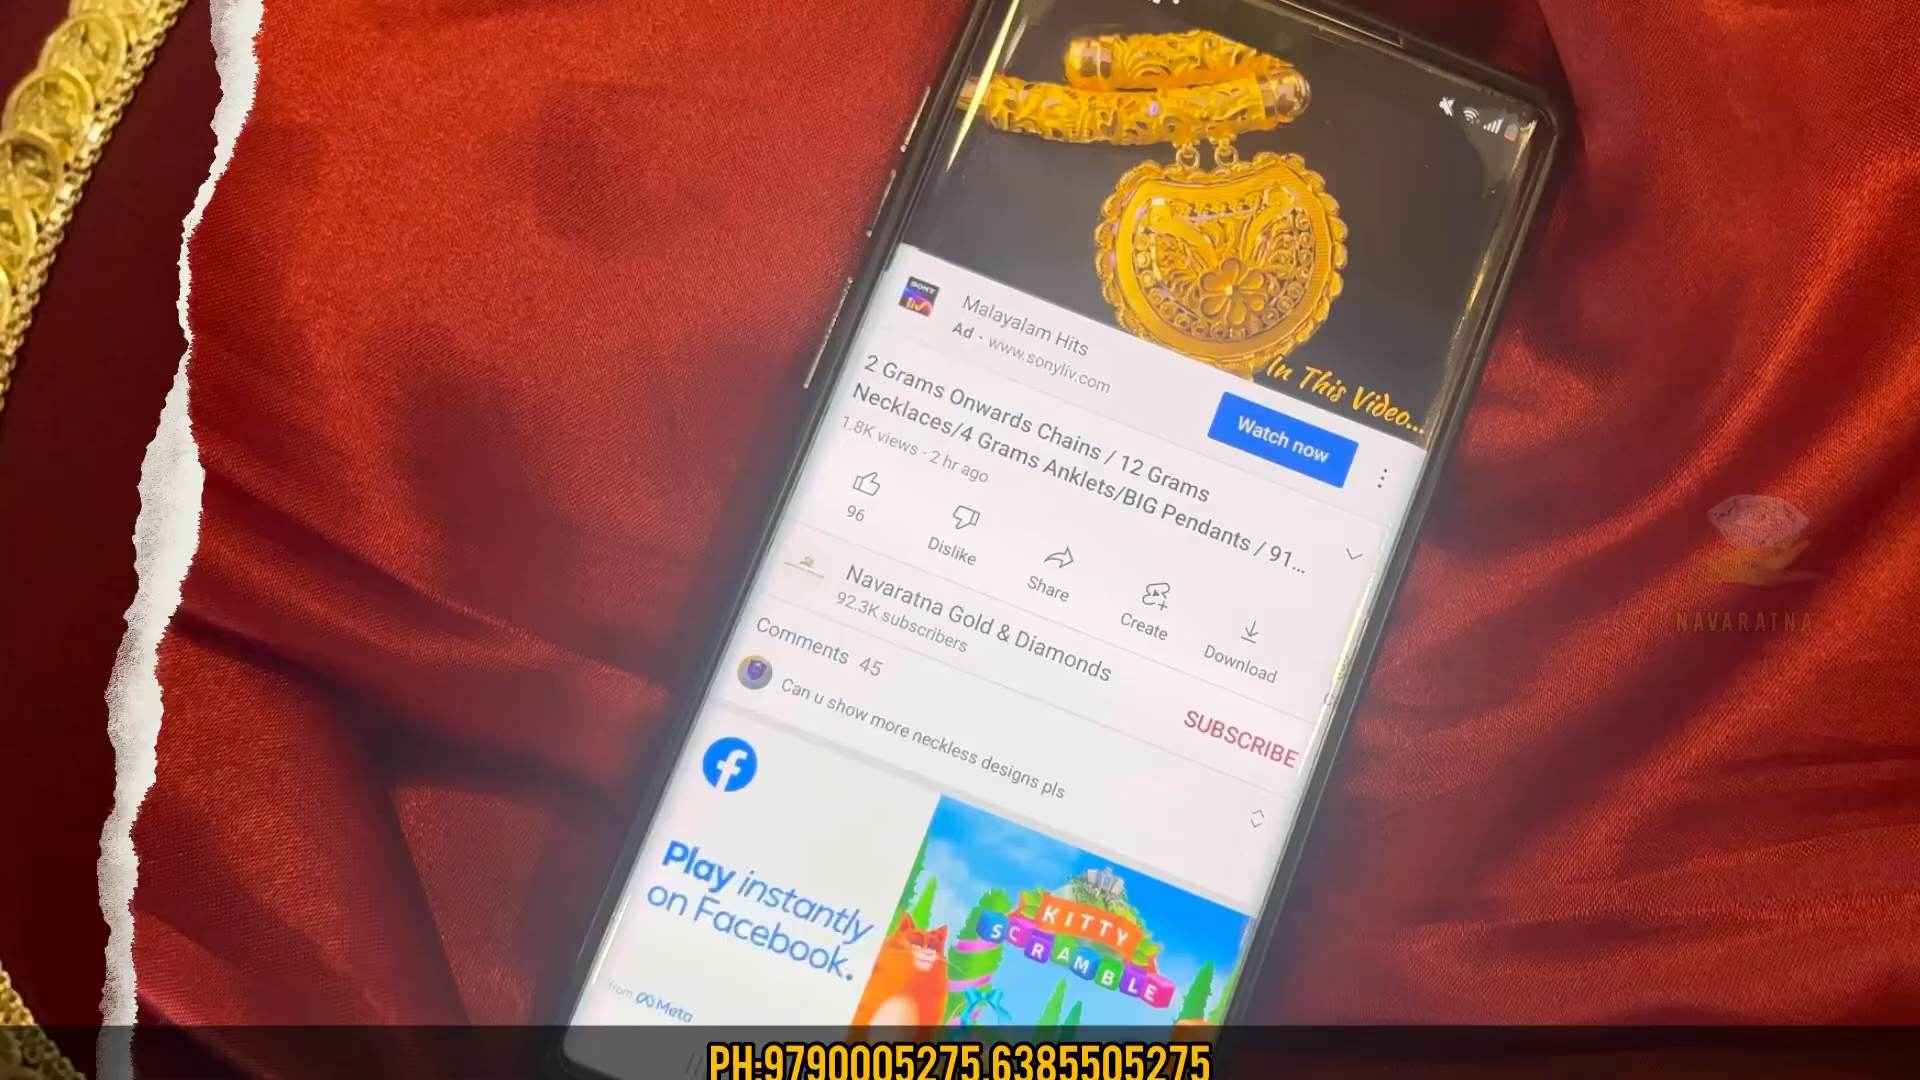 In This Video...
SONY
liv
Malayalam Hits
Ad · www.sonyliv.com
Watch now
2 Grams Onwards Chains / 12 Grams
Necklaces/4 Grams Anklets/BIG Pendants / 91...
1.8K views · 2 hr ago
96
Dislike
Share
Create
Download
Navaratna Gold & Diamonds
92.3K subscribers
SUBSCRIBE
Comments 45
Can u show more neckless designs pls
Play instantly
on Facebook.
from Meta
KITTY
SCRAMBLE
NAVARATNA
PH:9790005275,6385505275